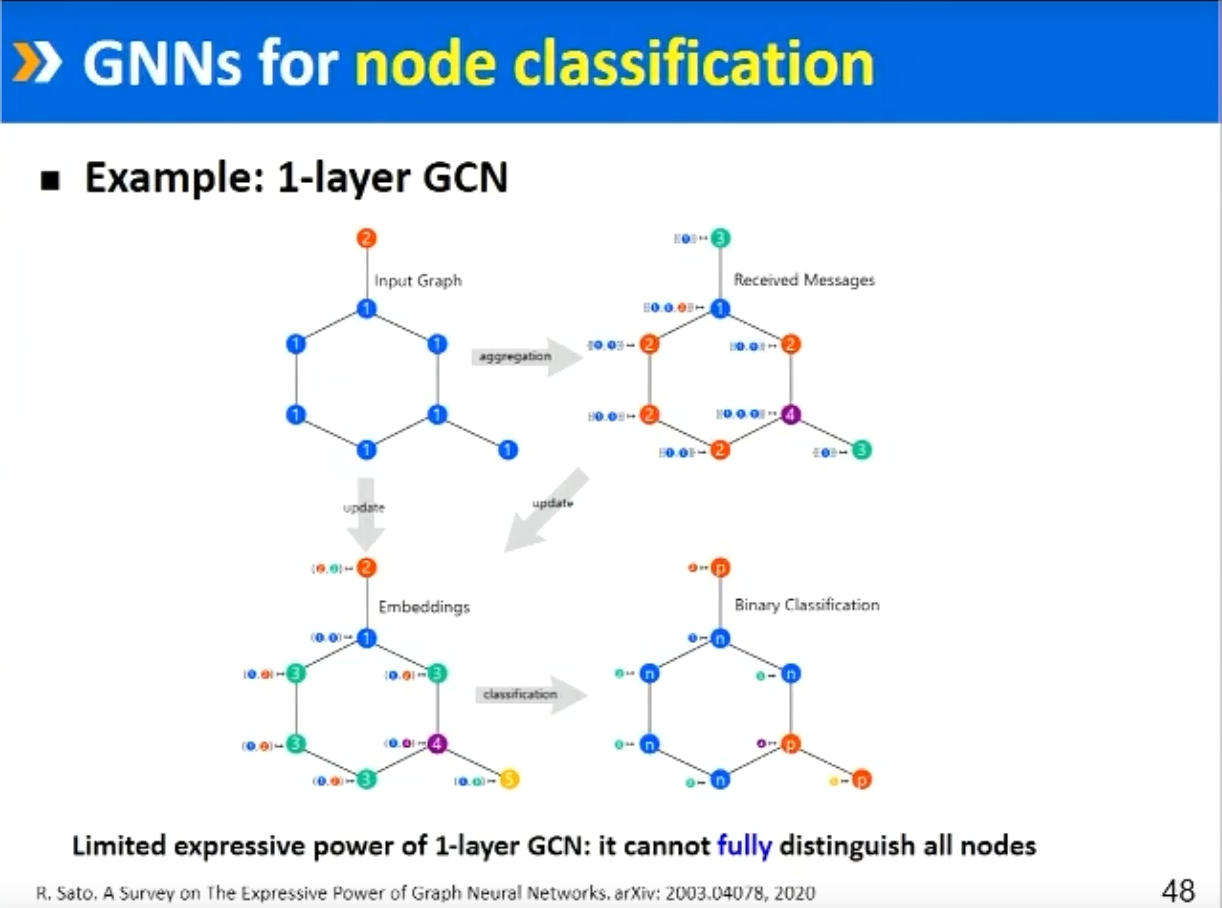 GNNs for node classification
Example: 1-layer GCN
2
3
Input Graph
Received Messages
1
1
1
1
2
2
aggregation
1
1
2
4
1
1
2
3
update
update
2
p
Embeddings
Binary Classification
1
n
3
3
n
n
classification
3
4
n
p
3
5
n
p
Limited expressive power of 1-layer GCN: it cannot fully distinguish all nodes
R. Sato. A Survey on The Expressive Power of Graph Neural Networks. arXiv: 2003.04078, 2020
48